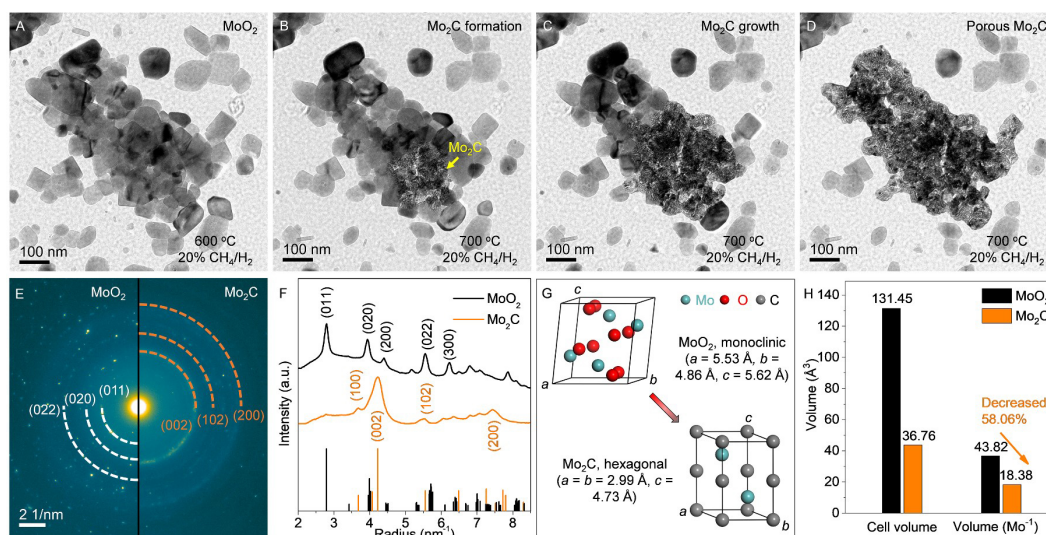 A
MoO₂
600 ᵒC
100 nm
20% CH₄/H₂
B
Mo₂C formation
Mo₂C
700 ᵒC
100 nm
20% CH₄/H₂
C
Mo₂C growth
700 ᵒC
100 nm
20% CH₄/H₂
D
Porous Mo₂C
700 ᵒC
100 nm
20% CH₄/H₂
E
MoO₂
Mo₂C
(022)
(020)
(011)
(002)
(102)
(200)
2 1/nm
F
MoO₂
Mo₂C
(011)
(020)
(200)
(022)
(300)
(100)
(002)
(102)
(200)
Intensity (a.u.)
2 3 4 5 6 7 8
Radius (nm⁻¹)
G
Mo O C
c
a
b
MoO₂, monoclinic
(a = 5.53 Å, b =
4.86 Å, c = 5.62 Å)
Mo₂C, hexagonal
(a = b = 2.99 Å, c =
4.73 Å)
c
a
b
H
MoO₂
Mo₂C
Volume (Å³)
140
120
100
80
60
40
20
0
131.45
36.76
43.82
18.38
Decreased
58.06%
Cell volume
Volume (Mo⁻¹)